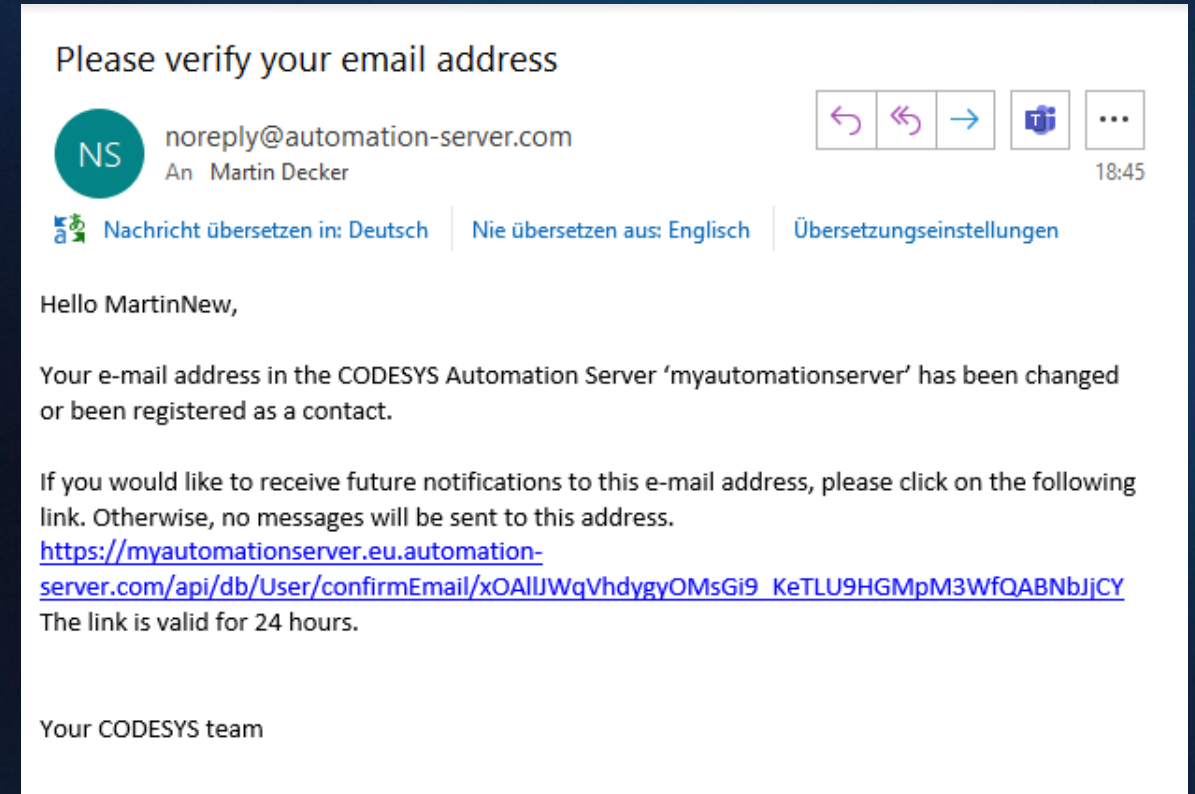 Please verify your email address
NS
noreply@automation-server.com
An Martin Decker
18:45
Nachricht übersetzen in: Deutsch
Nie übersetzen aus: Englisch
Übersetzungseinstellungen
Hello MartinNew,
Your e-mail address in the CODESYS Automation Server ‘myautomationserver’ has been changed
or been registered as a contact.
If you would like to receive future notifications to this e-mail address, please click on the following
link. Otherwise, no messages will be sent to this address.
https://myautomationserver.eu.automation-
server.com/api/db/User/confirmEmail/xOAllJWqVhdygyOMsGi9_KeTLU9HGMpM3WfQABNbJjCY
The link is valid for 24 hours.
Your CODESYS team